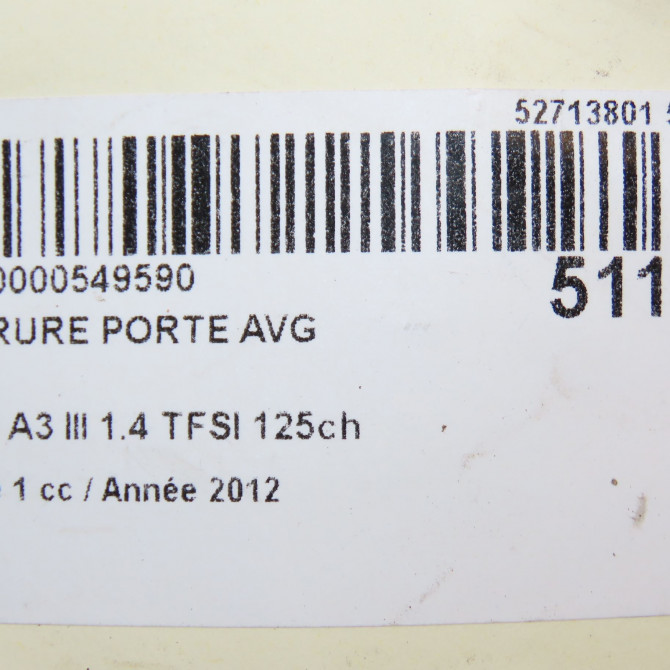 52713801
0000549590
511
RURE PORTE AVG
A3 III 1.4 TFSI 125ch
1 cc / Année 2012